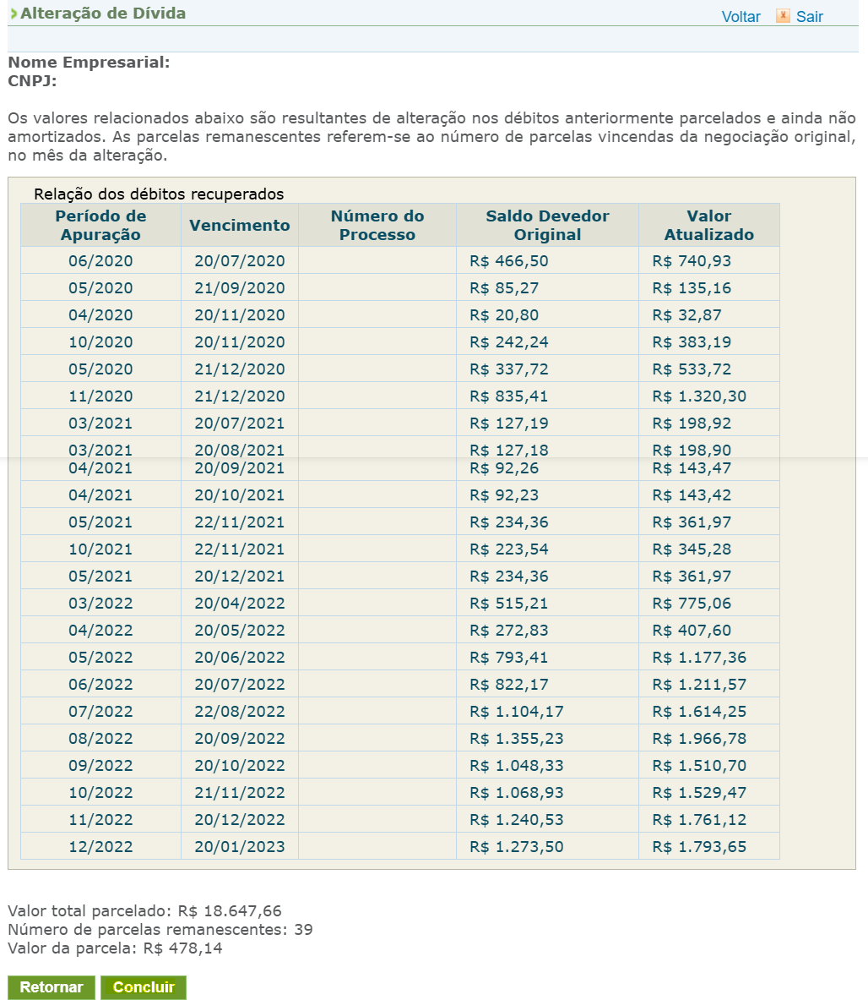 Alteração de Dívida
Voltar Sair
Nome Empresarial:
CNPJ:
Os valores relacionados abaixo são resultantes de alteração nos débitos anteriormente parcelados e ainda não
amortizados. As parcelas remanescentes referem-se ao número de parcelas vincendas da negociação original,
no mês da alteração.
Relação dos débitos recuperados
Período de Apuração Vencimento Número do Processo Saldo Devedor Original Valor Atualizado
06/2020 20/07/2020 R$ 466,50 R$ 740,93
05/2020 21/09/2020 R$ 85,27 R$ 135,16
04/2020 20/11/2020 R$ 20,80 R$ 32,87
10/2020 20/11/2020 R$ 242,24 R$ 383,19
05/2020 21/12/2020 R$ 337,72 R$ 533,72
11/2020 21/12/2020 R$ 835,41 R$ 1.320,30
03/2021 20/07/2021 R$ 127,19 R$ 198,92
03/2021 20/08/2021 R$ 127,18 R$ 198,90
04/2021 20/09/2021 R$ 92,26 R$ 143,47
04/2021 20/10/2021 R$ 92,23 R$ 143,42
05/2021 22/11/2021 R$ 234,36 R$ 361,97
10/2021 22/11/2021 R$ 223,54 R$ 345,28
05/2021 20/12/2021 R$ 234,36 R$ 361,97
03/2022 20/04/2022 R$ 515,21 R$ 775,06
04/2022 20/05/2022 R$ 272,83 R$ 407,60
05/2022 20/06/2022 R$ 793,41 R$ 1.177,36
06/2022 20/07/2022 R$ 822,17 R$ 1.211,57
07/2022 22/08/2022 R$ 1.104,17 R$ 1.614,25
08/2022 20/09/2022 R$ 1.355,23 R$ 1.966,78
09/2022 20/10/2022 R$ 1.048,33 R$ 1.510,70
10/2022 21/11/2022 R$ 1.068,93 R$ 1.529,47
11/2022 20/12/2022 R$ 1.240,53 R$ 1.761,12
12/2022 20/01/2023 R$ 1.273,50 R$ 1.793,65
Valor total parcelado: R$ 18.647,66
Número de parcelas remanescentes: 39
Valor da parcela: R$ 478,14
Retornar Concluir